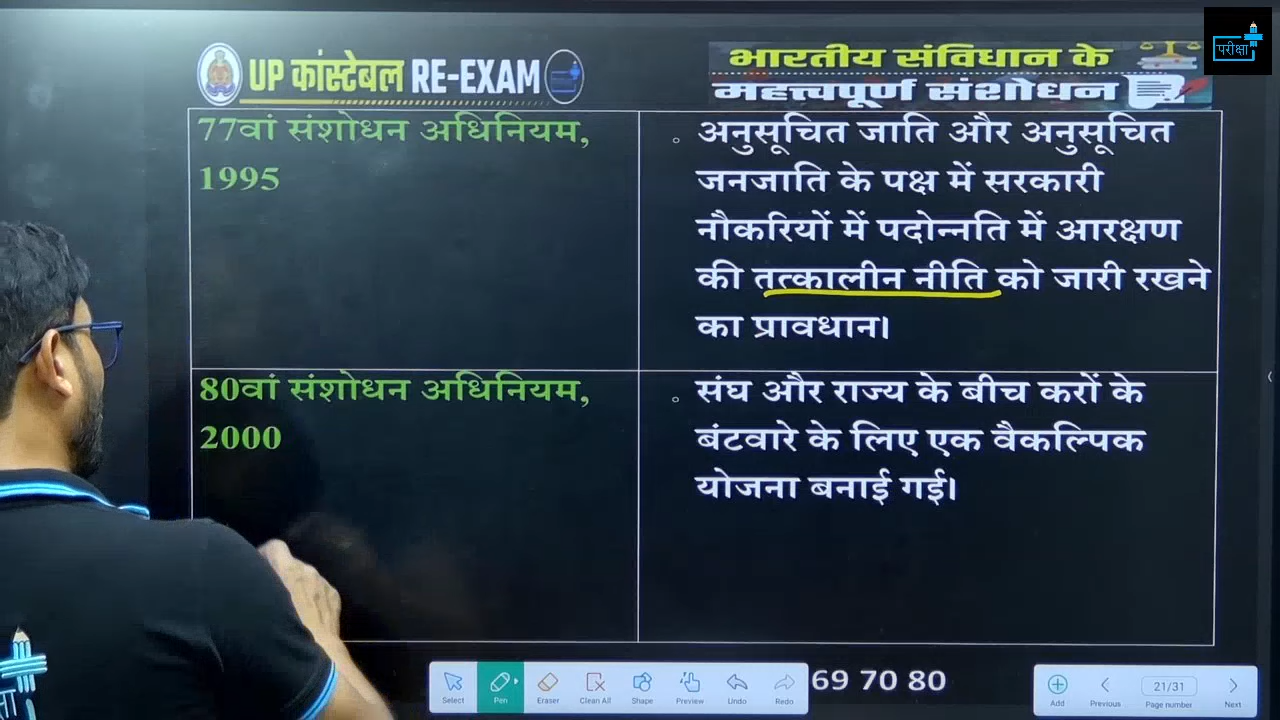 परीक्षा
UP कांस्टेबल RE-EXAM
भारतीय संविधान के
महत्त्वपूर्ण संशोधन
77वां संशोधन अधिनियम,
1995
अनुसूचित जाति और अनुसूचित
जनजाति के पक्ष में सरकारी
नौकरियों में पदोन्नति में आरक्षण
की तत्कालीन नीति को जारी रखने
का प्रावधान।
80वां संशोधन अधिनियम,
2000
संघ और राज्य के बीच करों के
बंटवारे के लिए एक वैकल्पिक
योजना बनाई गई।
69 70 80
Select
Pen
Eraser
Clean All
Shape
Preview
Undo
Redo
Add
Previous
21/31
Page number
Next